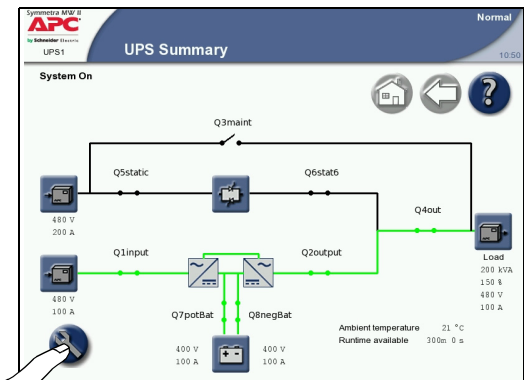 Symmetra MW II
APC
by Schneider Electric
UPS1
UPS Summary
Normal
10:50
System On
Q3maint
Q5static
Q6stat6
Q4out
480 V
200 A
Load
200 kVA
150 %
480 V
100 A
Q1input
Q2output
480 V
100 A
Q7potBat
Q8negBat
400 V
100 A
400 V
100 A
Ambient temperature 21 °C
Runtime available 300m 0 s